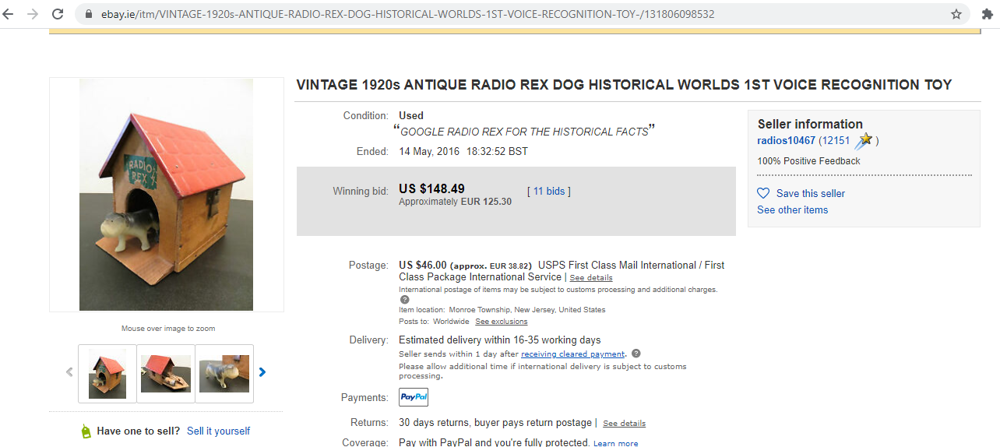 ebay.ie/itm/VINTAGE-1920s-ANTIQUE-RADIO-REX-DOG-HISTORICAL-WORLDS-1ST-VOICE-RECOGNITION-TOY-/131806098532
VINTAGE 1920s ANTIQUE RADIO REX DOG HISTORICAL WORLDS 1ST VOICE RECOGNITION TOY
Condition: Used
“GOOGLE RADIO REX FOR THE HISTORICAL FACTS”
Ended: 14 May, 2016 18:32:52 BST
Winning bid: US $148.49 [ 11 bids ]
Approximately EUR 125.30
Postage: US $46.00 (approx. EUR 38.82) USPS First Class Mail International / First
Class Package International Service | See details
International postage of items may be subject to customs processing and additional charges.
?
Item location: Monroe Township, New Jersey, United States
Posts to: Worldwide See exclusions
Delivery: Estimated delivery within 16-35 working days
Seller sends within 1 day after receiving cleared payment. ?
Please allow additional time if international delivery is subject to customs
processing.
Payments: PayPal
Returns: 30 days returns, buyer pays return postage | See details
Coverage: Pay with PayPal and you're fully protected. Learn more
Seller information
radios10467 (12151 )
100% Positive Feedback
Save this seller
See other items
RADIO
REX
Mouse over image to zoom
Have one to sell? Sell it yourself